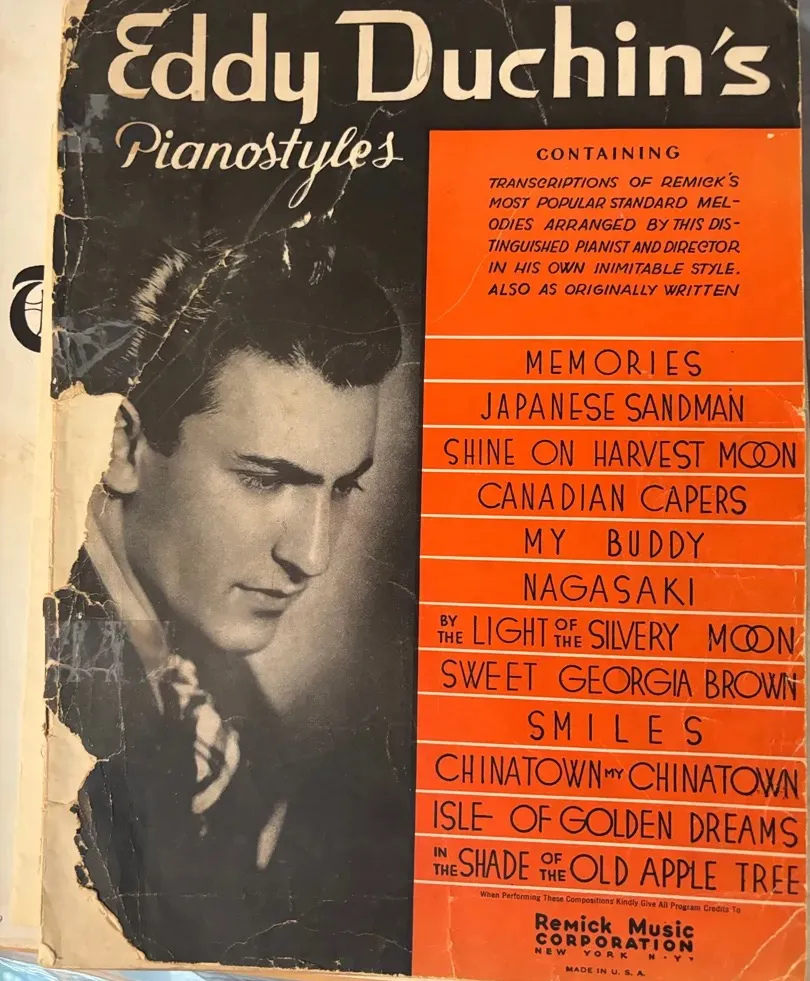 Eddy Duchin's
Pianostyles
CONTAINING
TRANSCRIPTIONS OF REMICK'S
MOST POPULAR STANDARD MEL-
ODIES ARRANGED BY THIS DIS-
TINGUISHED PIANIST AND DIRECTOR
IN HIS OWN INIMITABLE STYLE.
ALSO AS ORIGINALLY WRITTEN
MEMORIES
JAPANESE SANDMAN
SHINE ON HARVEST MOON
CANADIAN CAPERS
MY BUDDY
NAGASAKI
BY THE LIGHT OF THE SILVERY MOON
SWEET GEORGIA BROWN
SMILES
CHINATOWN MY CHINATOWN
ISLE OF GOLDEN DREAMS
IN THE SHADE OF THE OLD APPLE TREE
When Performing These Compositions Kindly Give All Program Credits To
Remick Music
CORPORATION
NEW YORK N.Y.
MADE IN U. S. A.